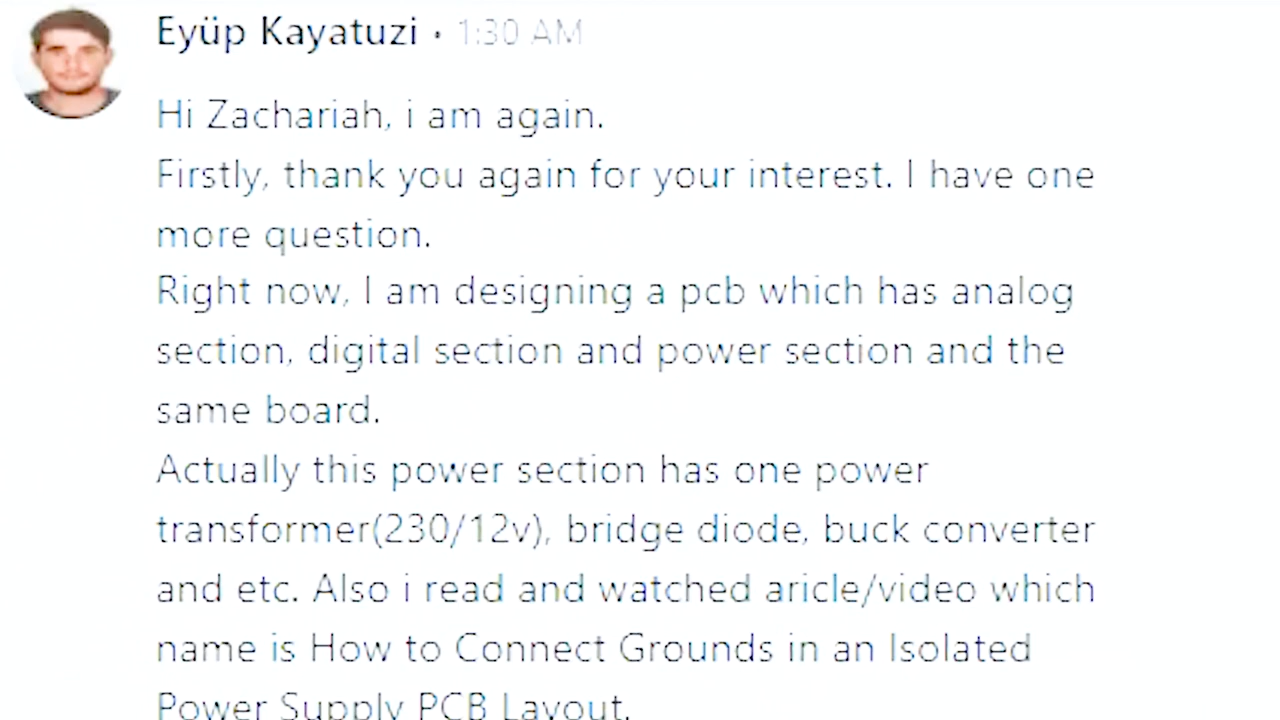 Eyüp Kayatuzi • 1:30 AM
Hi Zachariah, i am again.
Firstly, thank you again for your interest. I have one
more question.
Right now, I am designing a pcb which has analog
section, digital section and power section and the
same board.
Actually this power section has one power
transformer(230/12v), bridge diode, buck converter
and etc. Also i read and watched aricle/video which
name is How to Connect Grounds in an Isolated
Power Supply PCB Layout.